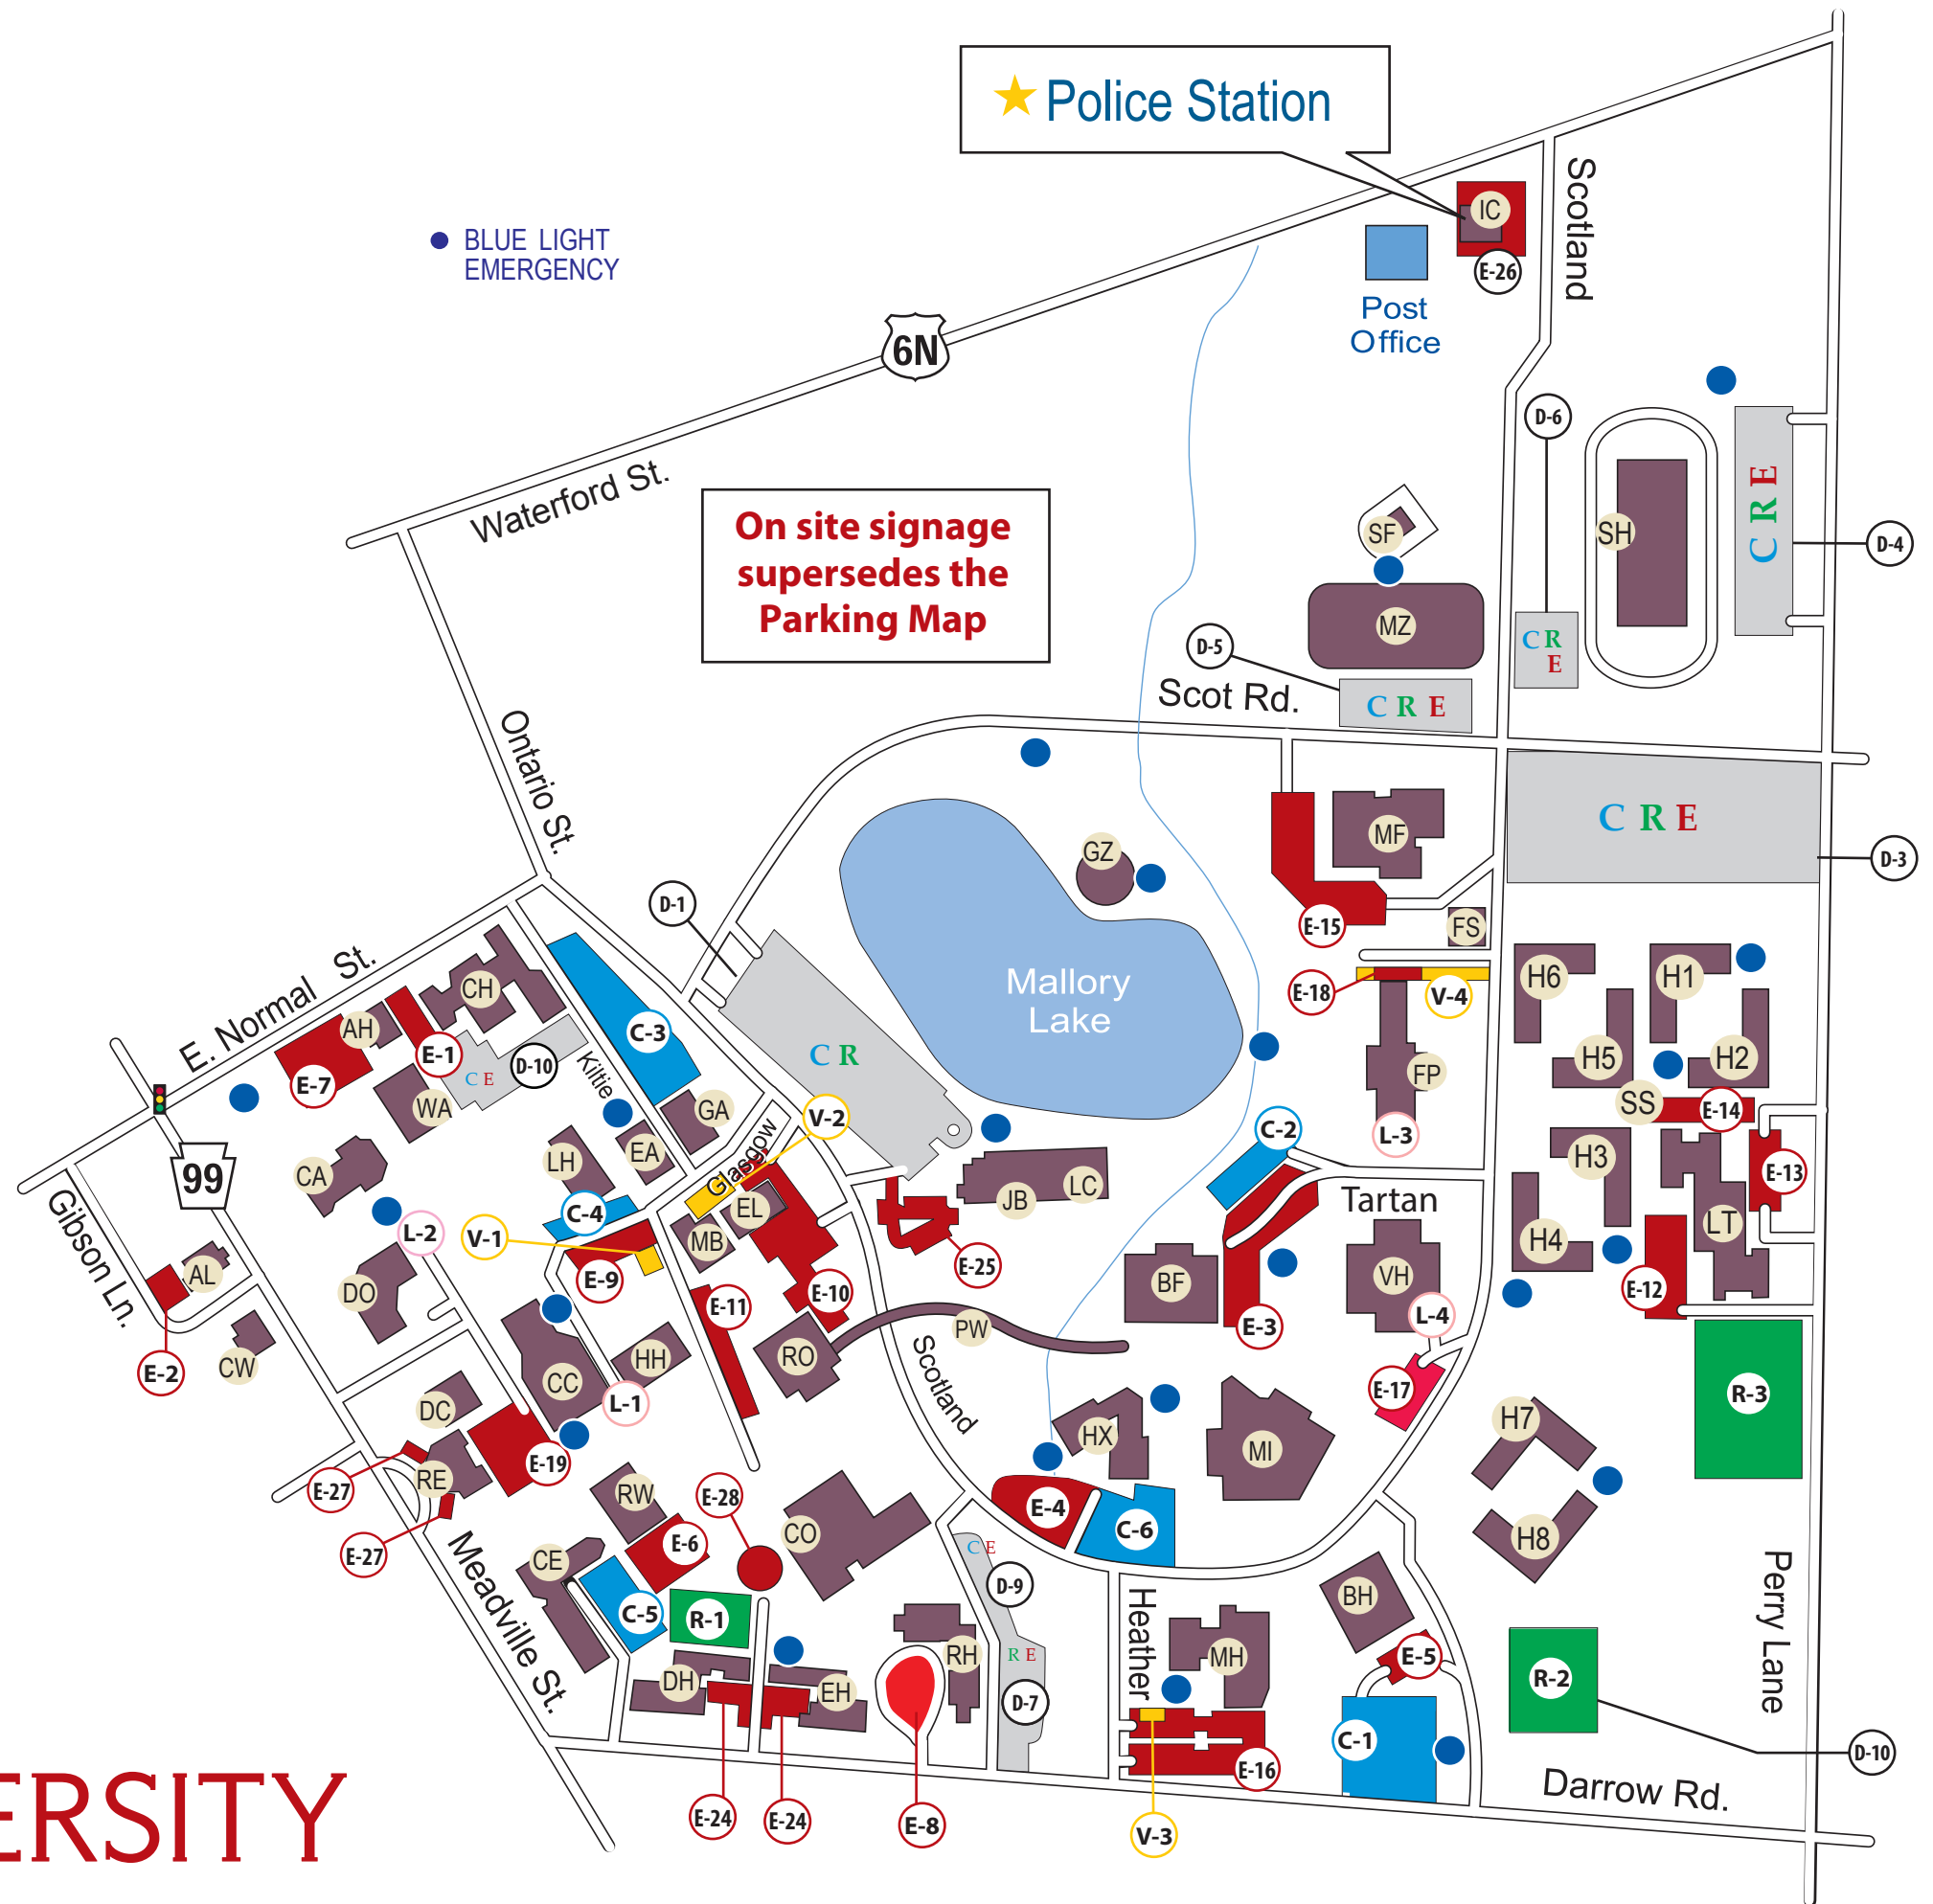 Police Station
Scotland
IC
E-26
BLUE LIGHT
EMERGENCY
Post
Office
6N
D-6
Waterford St.
On site signage
supersedes the
Parking Map
SF
SH
C R E
D-4
MZ
C R
E
D-5
Scot Rd.
C R E
Ontario St.
C R E
MF
GZ
D-3
D-1
E-15
FS
E. Normal St.
CH
Mallory
Lake
E-18
V-4
H6
H1
AH
E-1
C-3
C R
E-7
D-10
C E
Kiltie
FP
H5
H2
WA
GA
V-2
SS
E-14
C-2
L-3
EA
LH
Glasgow
CA
99
H3
E-13
JB
LC
Tartan
Gibson Ln.
C-4
EL
L-2
V-1
MB
LT
H4
AL
E-9
E-25
BF
VH
DO
E-10
E-11
E-12
L-4
E-3
PW
CW
E-2
HH
RO
CC
Scotland
E-17
R-3
L-1
DC
HX
MI
H7
E-19
RE
E-27
RW
E-28
E-4
C-6
CO
H8
E-6
E-27
Meadville St.
CE
C E
D-9
Perry Lane
C-5
R-1
Heather
BH
RH
R E
MH
E-5
R-2
DH
EH
D-7
C-1
D-10
E-16
Darrow Rd.
E-24
E-24
E-8
V-3
ERSITY